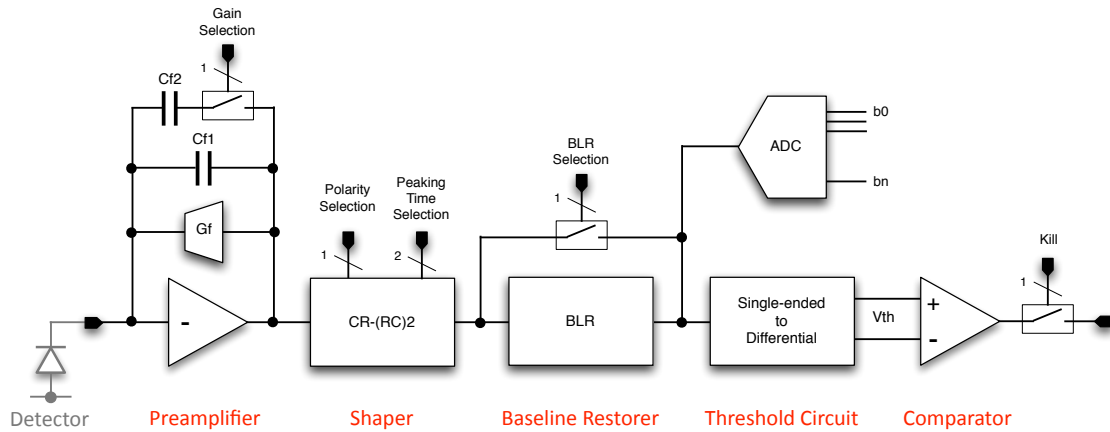 Gain
Selection
1
Cf2
Cf1
Gf
-
Polarity
Selection
1
Peaking
Time
Selection
2
CR-(RC)2
BLR
Selection
1
BLR
ADC
b0
bn
Single-ended
to
Differential
Vth
+
-
Kill
1
Detector
Preamplifier
Shaper
Baseline Restorer
Threshold Circuit
Comparator